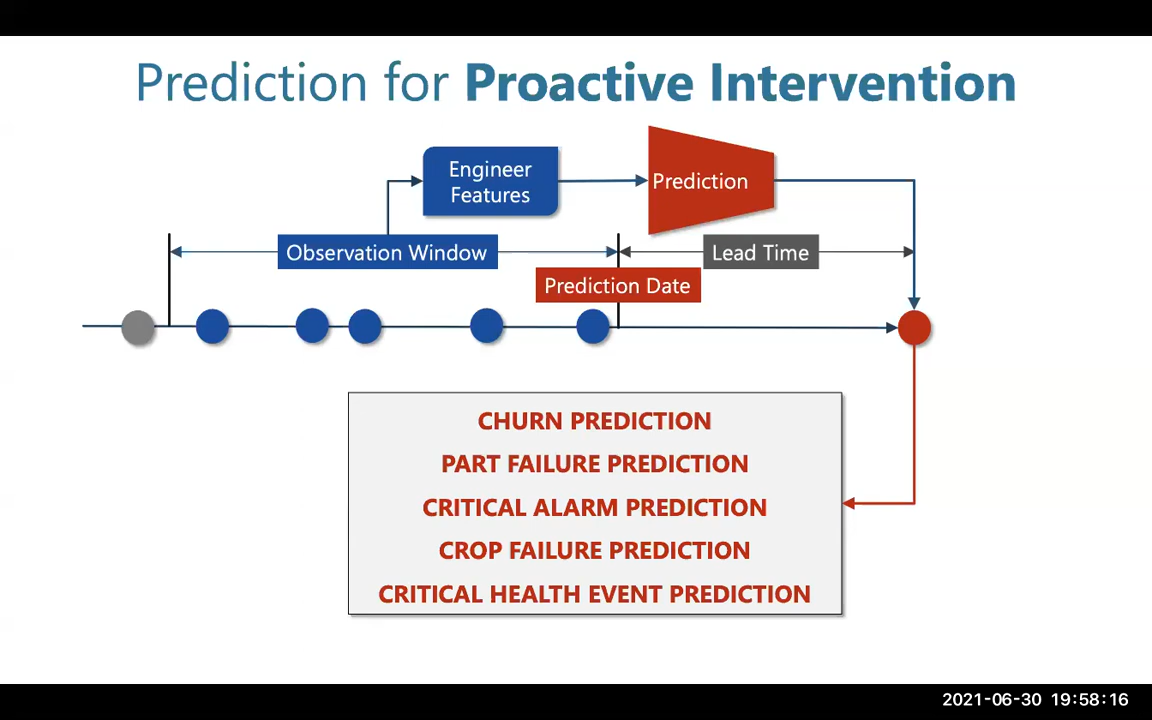 Prediction for Proactive Intervention
Engineer
Features
Prediction
Observation Window
Lead Time
Prediction Date
CHURN PREDICTION
PART FAILURE PREDICTION
CRITICAL ALARM PREDICTION
CROP FAILURE PREDICTION
CRITICAL HEALTH EVENT PREDICTION
2021-06-30 19:58:16